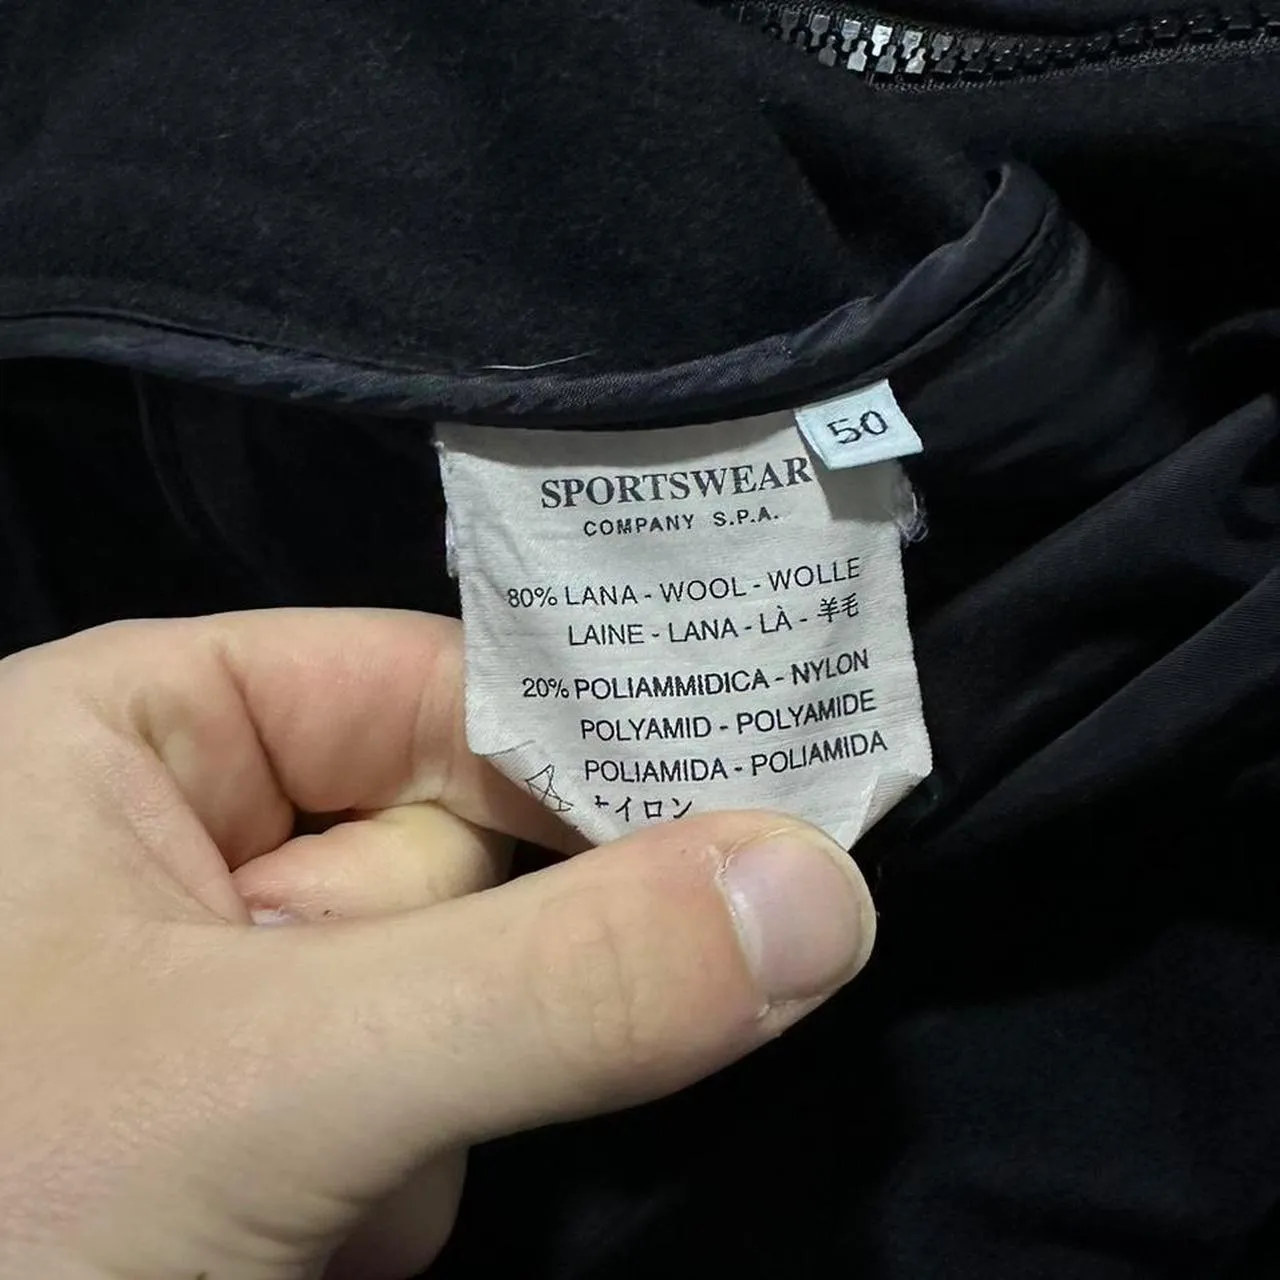 50
SPORTSWEAR
COMPANY S.P.A.
80% LANA - WOOL - WOLLE
LAINE - LANA - LÀ - 羊毛
20% POLIAMMIDICA - NYLON
POLYAMID - POLYAMIDE
POLIAMIDA - POLIAMIDA
ナイロン